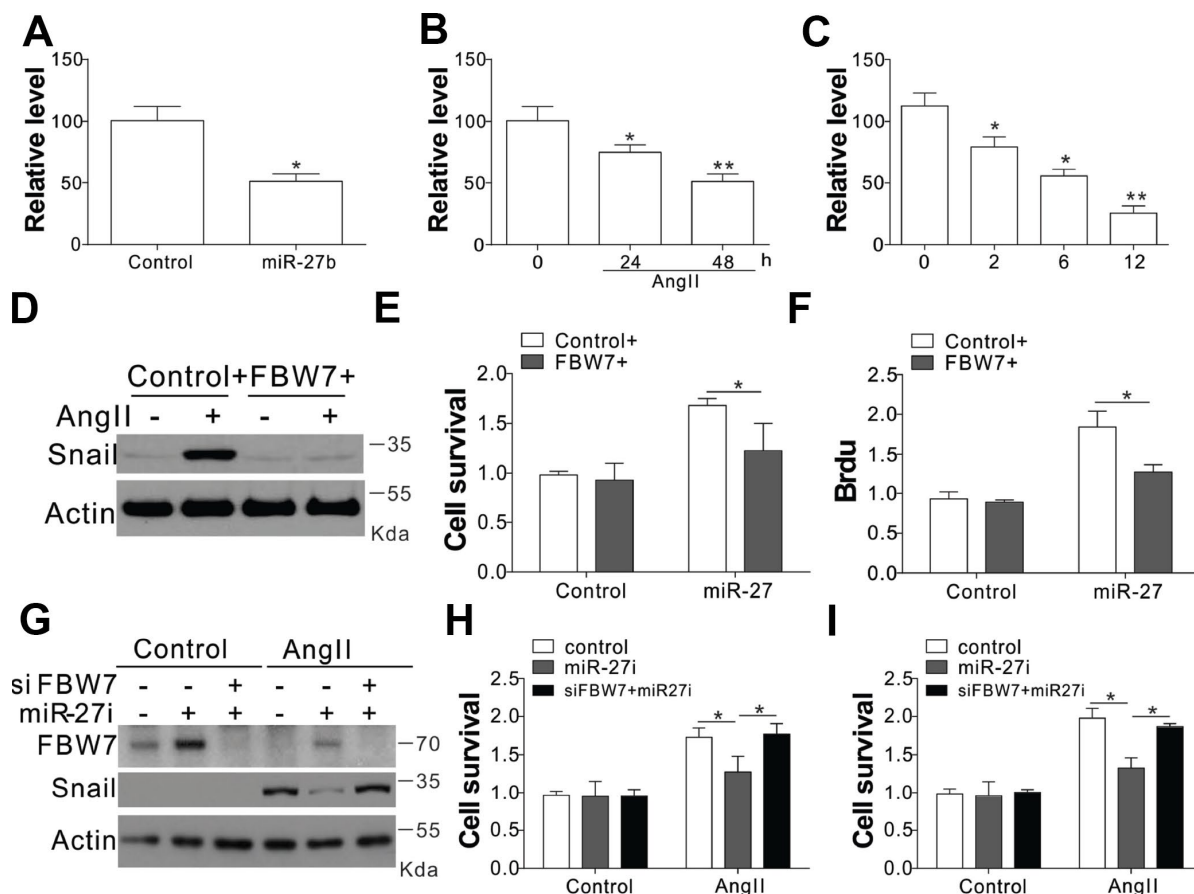 A
Relative level
150
100
50
0
*
Control
miR-27b
B
Relative level
150
100
50
0
*
**
0
24
48
h
AngII
C
Relative level
150
100
50
0
*
*
**
0
2
6
12
D
Control+FBW7+
AngII - + - +
Snail
35
Actin
55
Kda
E
Control+
FBW7+
Cell survival
2.0
1.5
1.0
0.5
0.0
*
Control
miR-27
F
Control+
FBW7+
Brdu
2.5
2.0
1.5
1.0
0.5
0.0
*
Control
miR-27
G
Control AngII
si FBW7 - - + - - +
miR-27i - + + - + +
FBW7
70
Snail
35
Actin
55
Kda
H
control
miR-27i
siFBW7+miR27i
Cell survival
2.5
2.0
1.5
1.0
0.5
0.0
* *
Control
AngII
I
control
miR-27i
siFBW7+miR27i
Cell survival
2.5
2.0
1.5
1.0
0.5
0.0
* *
Control
AngII